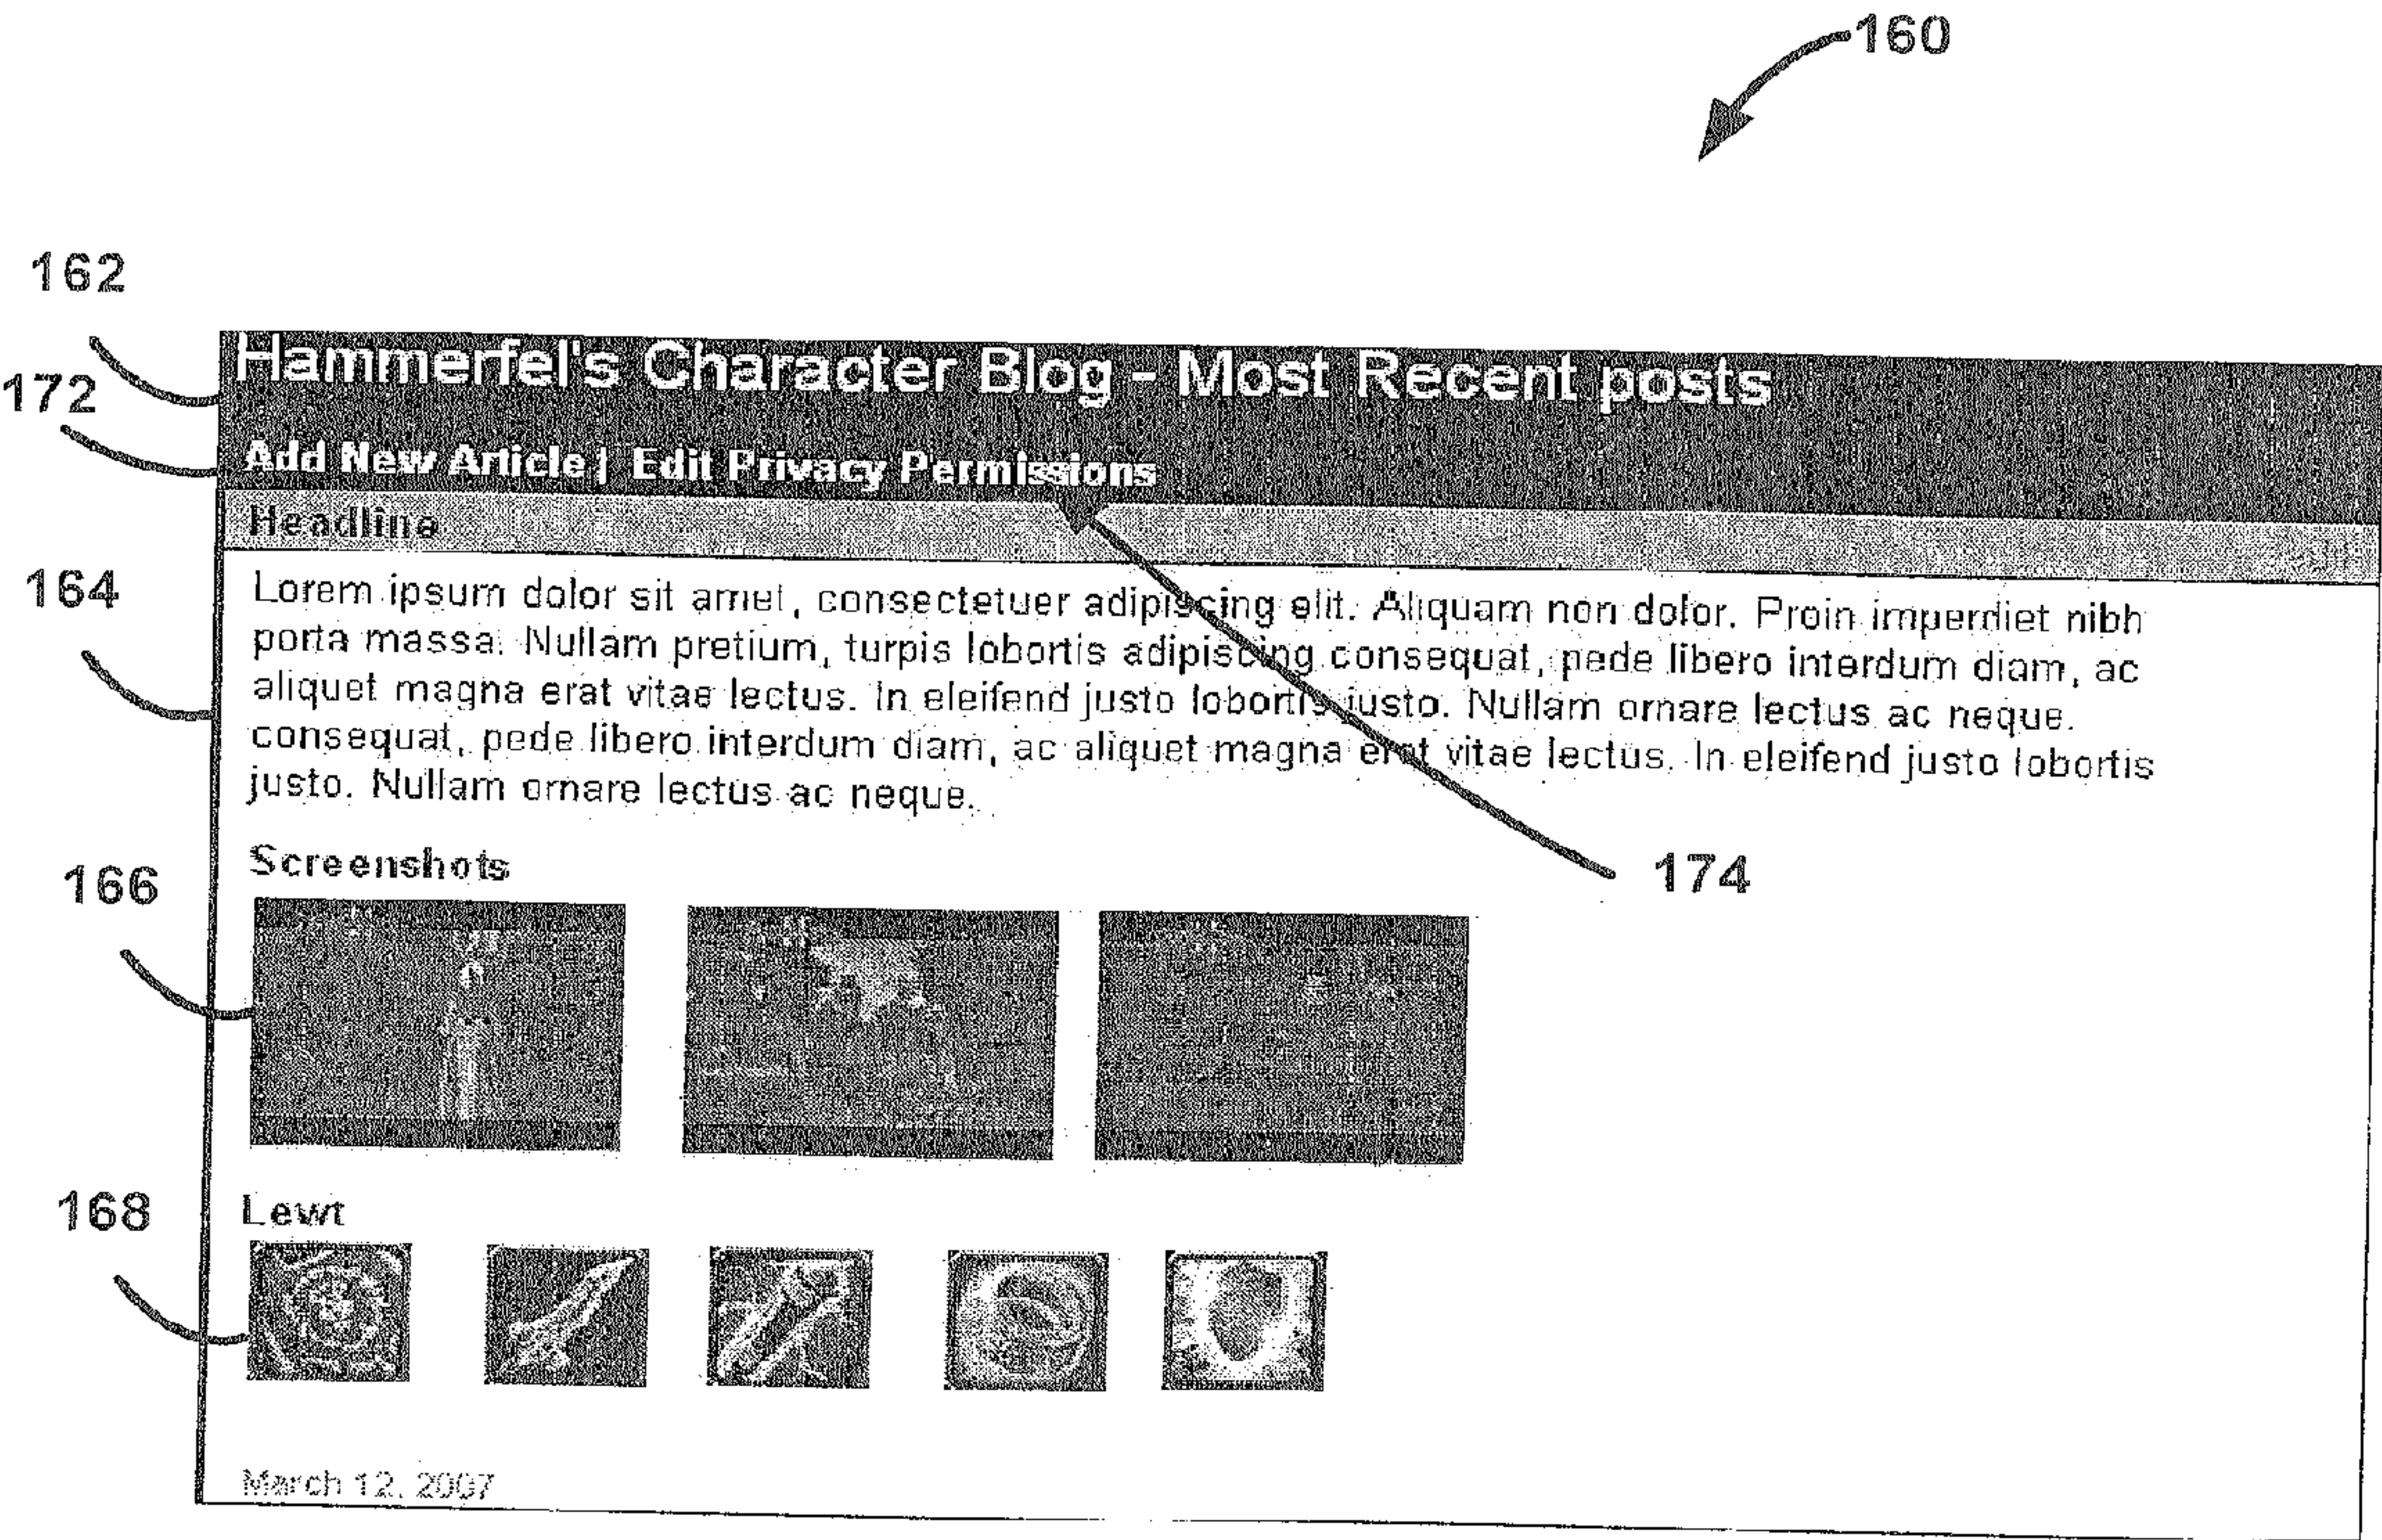 160
162
Hammerfel's Character Blog - Most Recent posts
172
Add New Article | Edit Privacy Permissions
Headline
164
Lorem ipsum dolor sit amet, consectetuer adipiscing elit. Aliquam non dolor. Proin imperdiet nibh
porta massa. Nullam pretium, turpis lobortis adipiscing consequat, pede libero interdum diam, ac
aliquet magna erat vitae lectus. In eleifend justo lobortis justo. Nullam ornare lectus ac neque.
consequat, pede libero interdum diam, ac aliquet magna erat vitae lectus. In eleifend justo lobortis
justo. Nullam ornare lectus ac neque.
Screenshots
166
174
168
Lewt
March 12, 2007